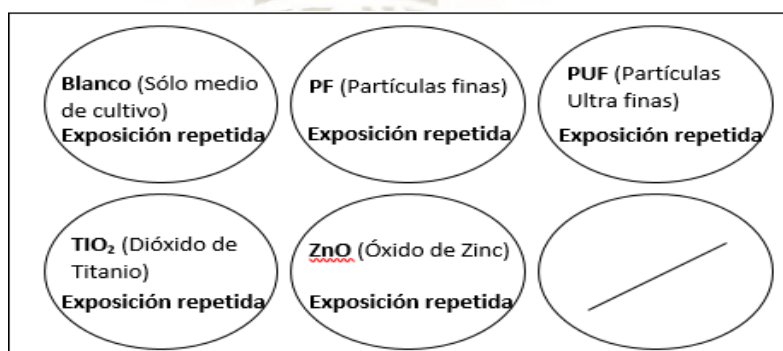 Blanco (Sólo medio
de cultivo)
Exposición repetida
PF (Partículas finas)
Exposición repetida
PUF (Partículas
Ultra finas)
Exposición repetida
TIO₂ (Dióxido de
Titanio)
Exposición repetida
ZnO (Óxido de Zinc)
Exposición repetida